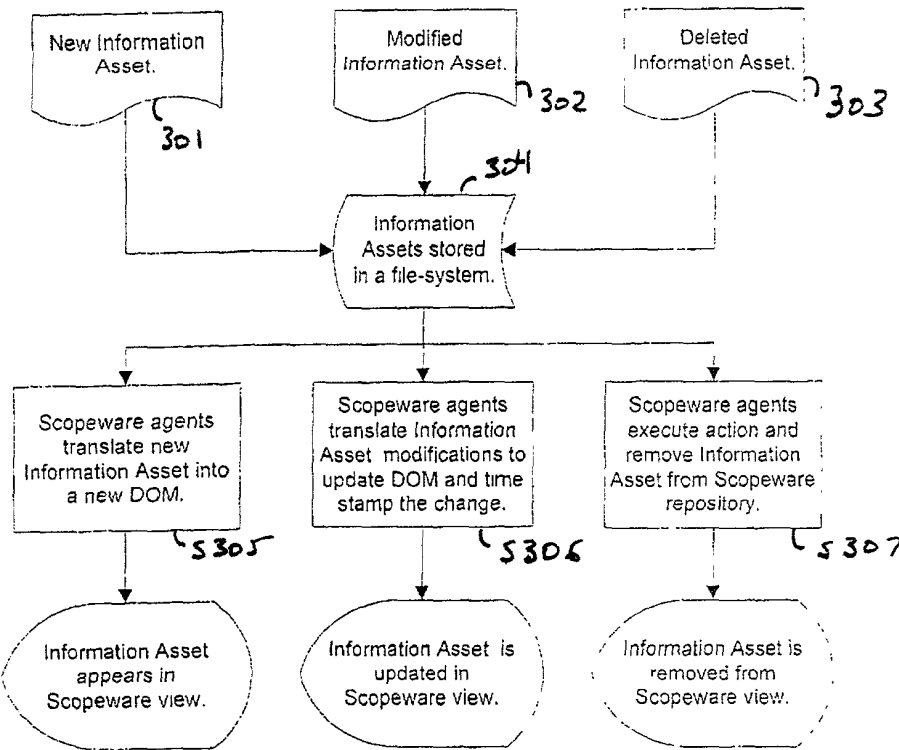 New Information
Asset.
301
Modified
Information Asset.
302
Deleted
Information Asset.
303
304
Information
Assets stored
in a file-system.
Scopeware agents
translate new
Information Asset into
a new DOM.
S305
Scopeware agents
translate Information
Asset modifications to
update DOM and time
stamp the change.
S306
Scopeware agents
execute action and
remove Information
Asset from Scopeware
repository.
S307
Information Asset
appears in
Scopeware view.
Information Asset is
updated in
Scopeware view.
Information Asset is
removed from
Scopeware view.